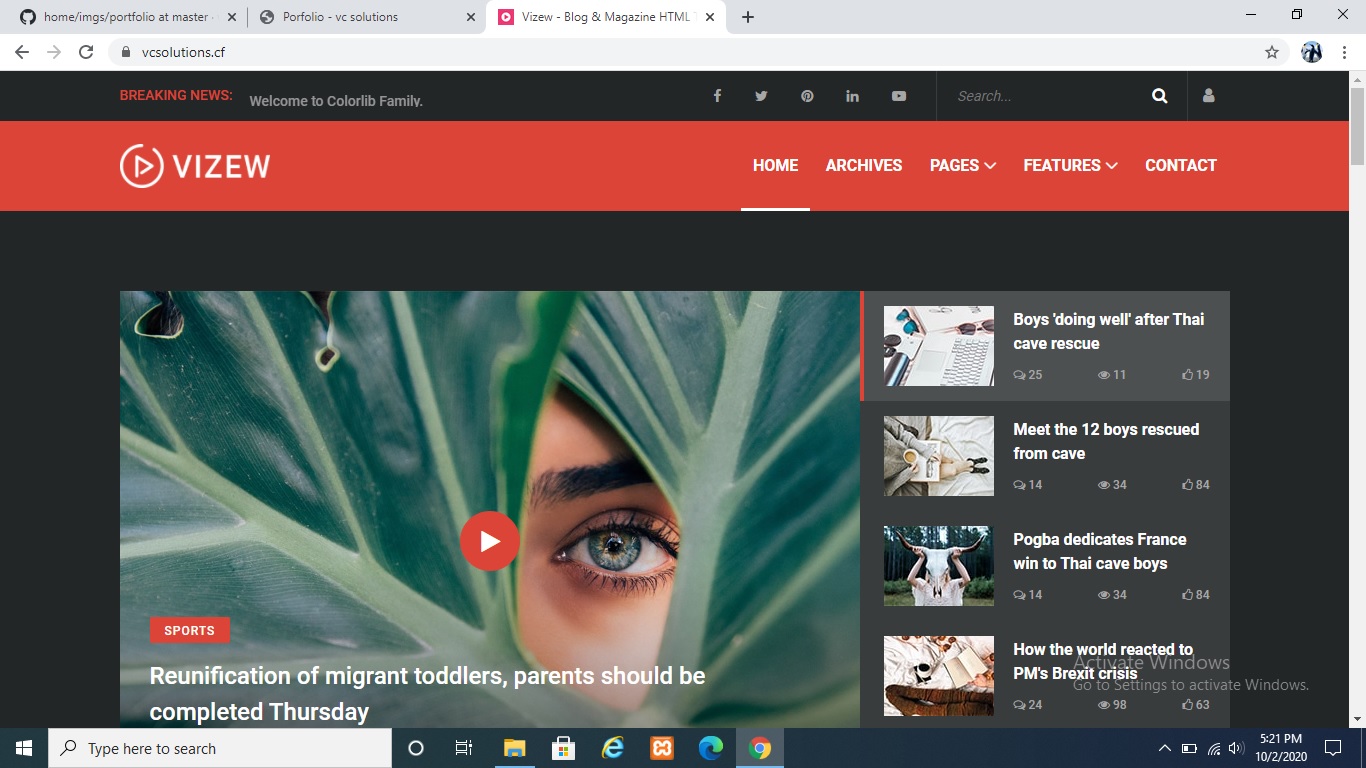 home/imgs/portfolio at master ·
Porfolio - vc solutions
Vizew - Blog & Magazine HTML T
vcsolutions.cf
BREAKING NEWS:
Welcome to Colorlib Family.
Search...
VIZEW
HOME
ARCHIVES
PAGES
FEATURES
CONTACT
SPORTS
Reunification of migrant toddlers, parents should be
completed Thursday
Boys 'doing well' after Thai
cave rescue
25 11 19
Meet the 12 boys rescued
from cave
14 34 84
Pogba dedicates France
win to Thai cave boys
14 34 84
How the world reacted to
PM's Brexit crisis
24 98 63
Activate Windows
Go to Settings to activate Windows.
Type here to search
5:21 PM
10/2/2020